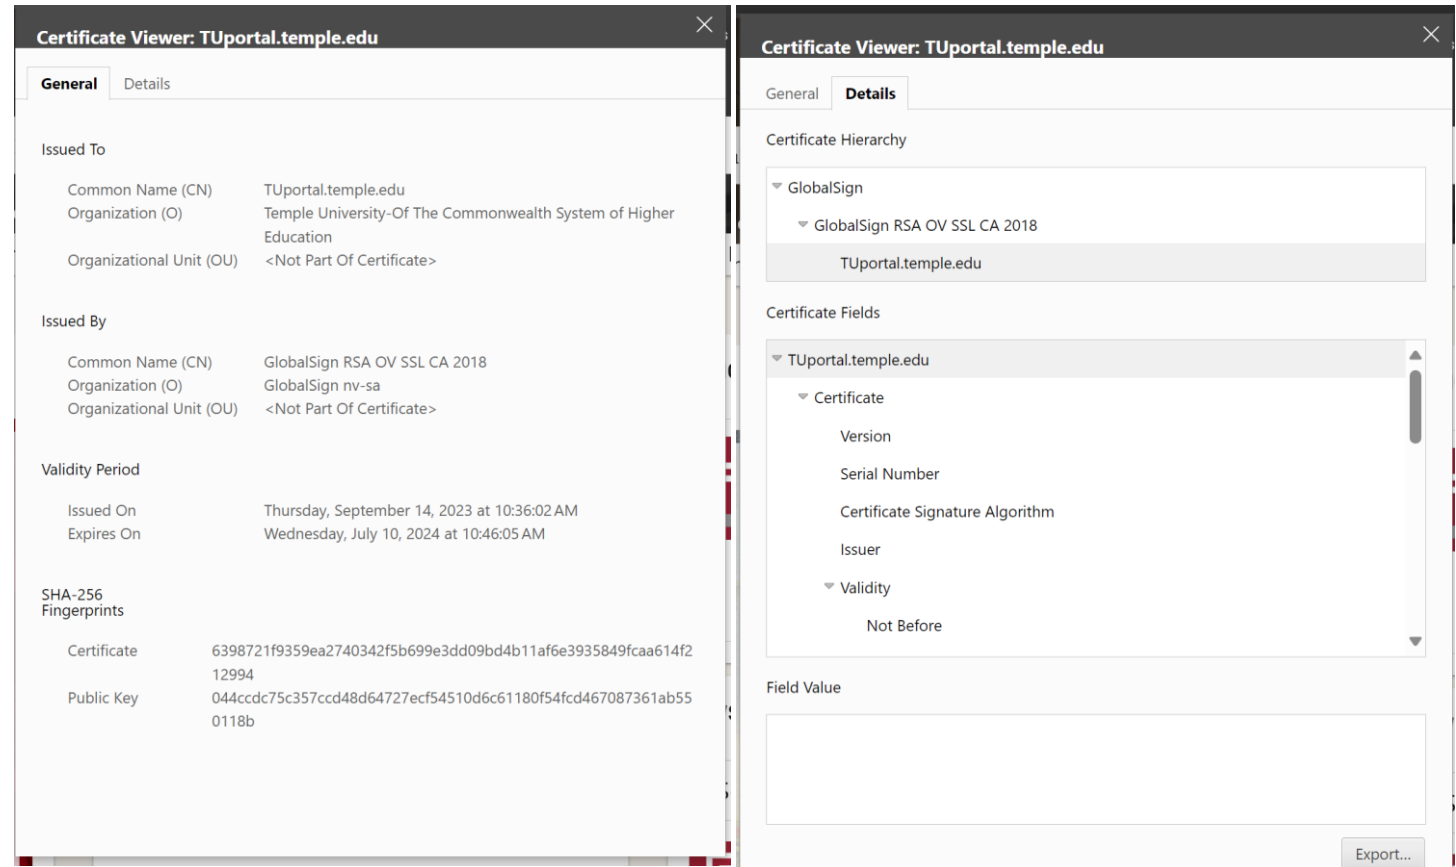 Certificate Viewer: TUportal.temple.edu
General Details
Issued To
Common Name (CN) TUportal.temple.edu
Organization (O) Temple University-Of The Commonwealth System of Higher
Education
Organizational Unit (OU) <Not Part Of Certificate>
Issued By
Common Name (CN) GlobalSign RSA OV SSL CA 2018
Organization (O) GlobalSign nv-sa
Organizational Unit (OU) <Not Part Of Certificate>
Validity Period
Issued On Thursday, September 14, 2023 at 10:36:02 AM
Expires On Wednesday, July 10, 2024 at 10:46:05 AM
SHA-256
Fingerprints
Certificate 6398721f9359ea2740342f5b699e3dd09bd4b11af6e3935849fcaa614f2
12994
Public Key 044ccdc75c357ccd48d64727ecf54510d6c61180f54fcd467087361ab55
0118b
Certificate Viewer: TUportal.temple.edu
General Details
Certificate Hierarchy
GlobalSign
GlobalSign RSA OV SSL CA 2018
TUportal.temple.edu
Certificate Fields
TUportal.temple.edu
Certificate
Version
Serial Number
Certificate Signature Algorithm
Issuer
Validity
Not Before
Field Value
Export...